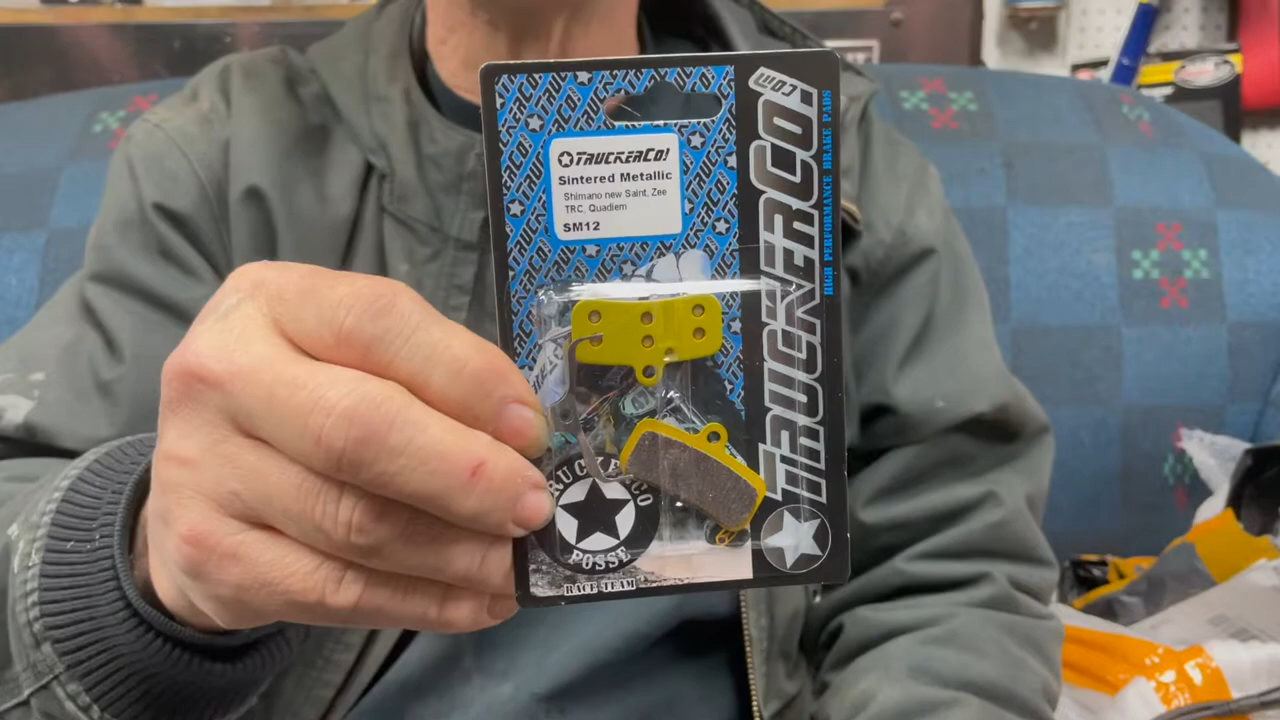 TRUCKERCO!
Sintered Metallic
Shimano new Saint, Zee
TRC, Quadiem
SM12
TRUCKERCO!
.COM
HIGH PERFORMANCE BRAKE PADS
TRUCKERCO
POSSE
RACE TEAM